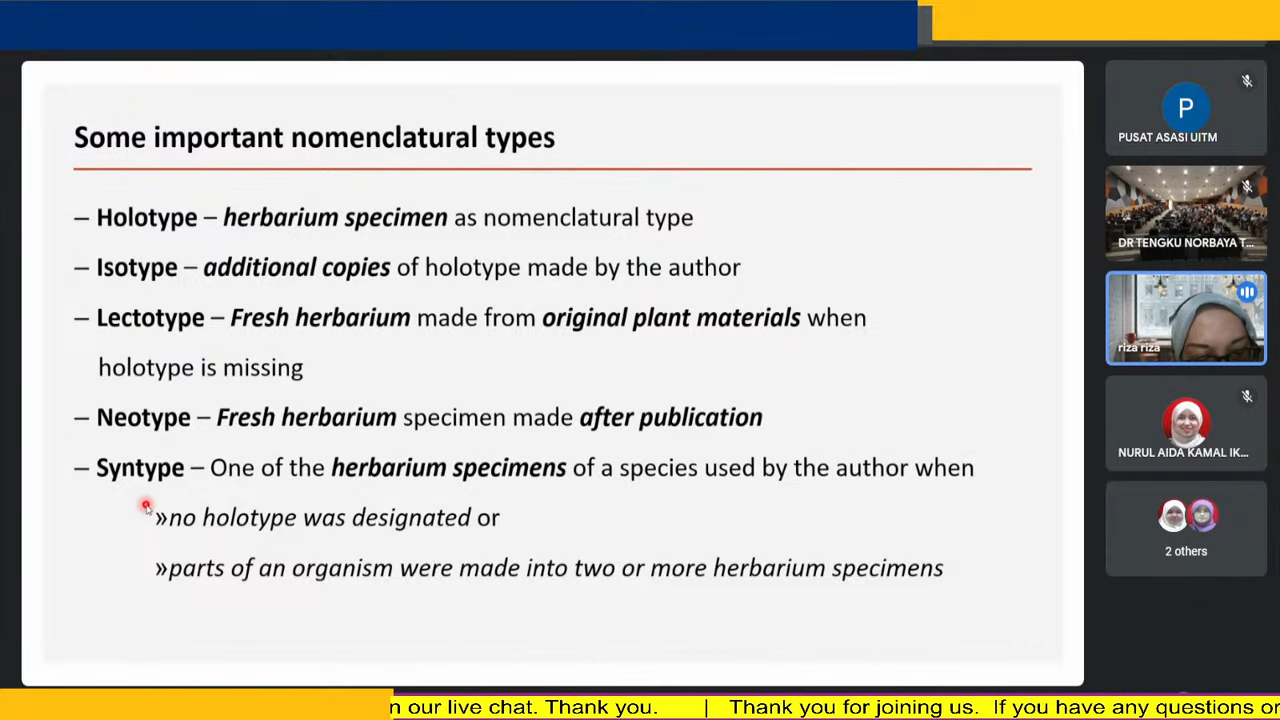 Some important nomenclatural types
– Holotype – herbarium specimen as nomenclatural type
– Isotype – additional copies of holotype made by the author
– Lectotype – Fresh herbarium made from original plant materials when
holotype is missing
– Neotype – Fresh herbarium specimen made after publication
– Syntype – One of the herbarium specimens of a species used by the author when
»no holotype was designated or
»parts of an organism were made into two or more herbarium specimens
P
PUSAT ASASI UITM
DR TENGKU NORBAYA T...
riza riza
NURUL AIDA KAMAL IK...
2 others
n our live chat. Thank you. | Thank you for joining us. If you have any questions or